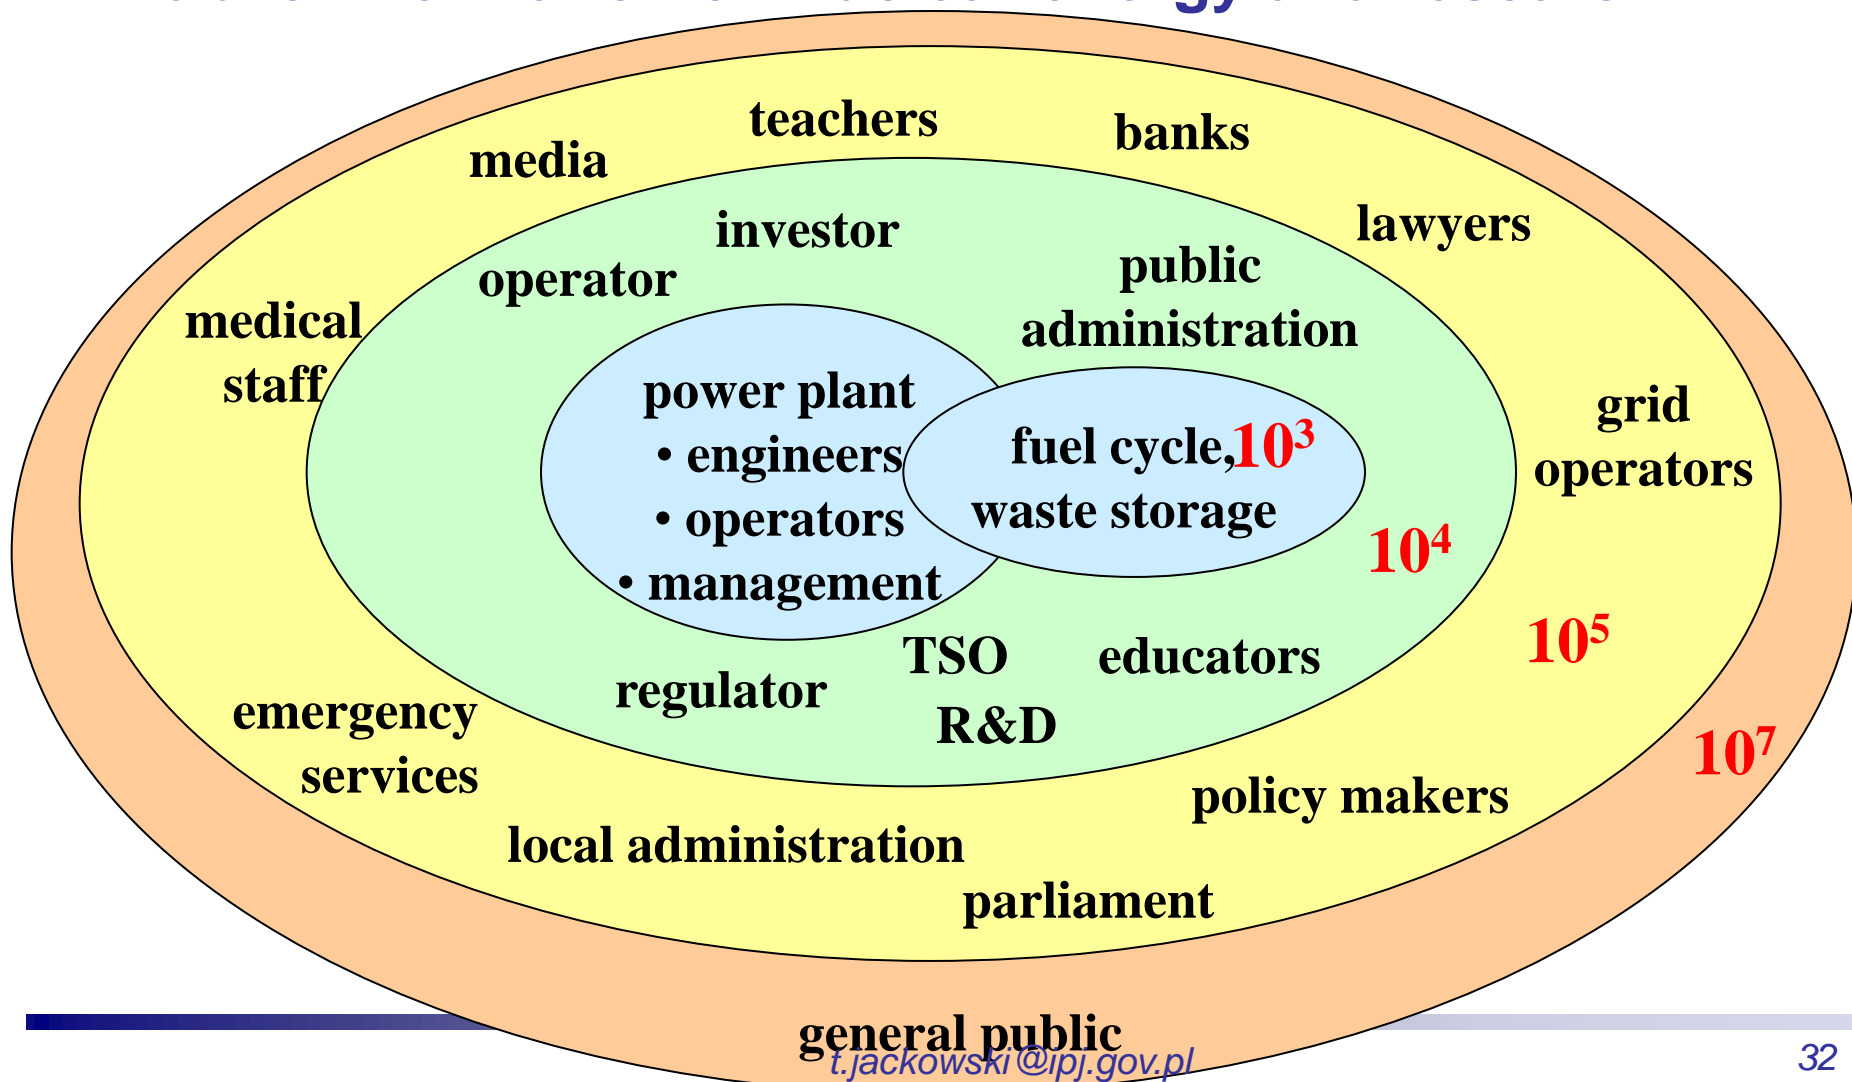 teachers
banks
media
lawyers
investor
public
administration
operator
medical
staff
power plant
• engineers
• operators
• management
fuel cycle,
waste storage
10³
grid
operators
10⁴
10⁵
10⁷
TSO
educators
regulator
R&D
emergency
services
policy makers
local administration
parliament
general public
t.jackowski@ipj.gov.pl
32